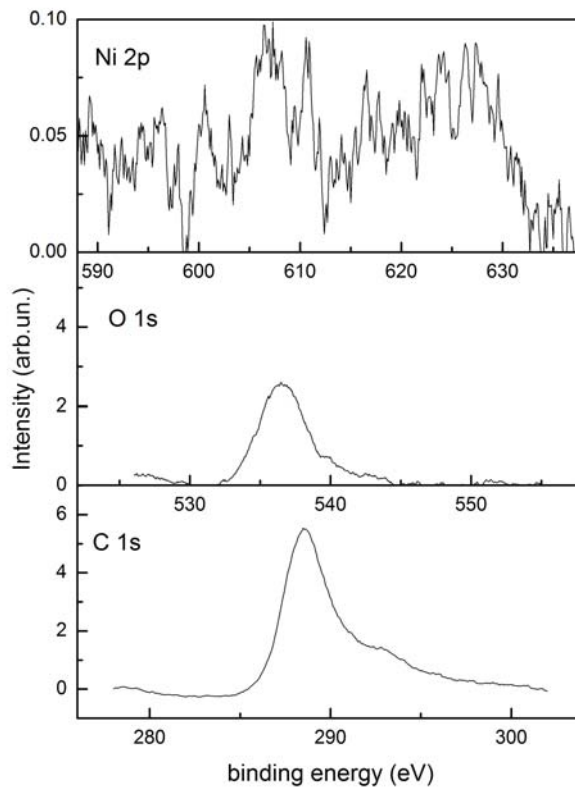 0.10
Ni 2p
0.05
0.00
590 600 610 620 630
O 1s
4
2
0
530 540 550
6
C 1s
4
2
0
280 290 300
Intensity (arb.un.)
binding energy (eV)